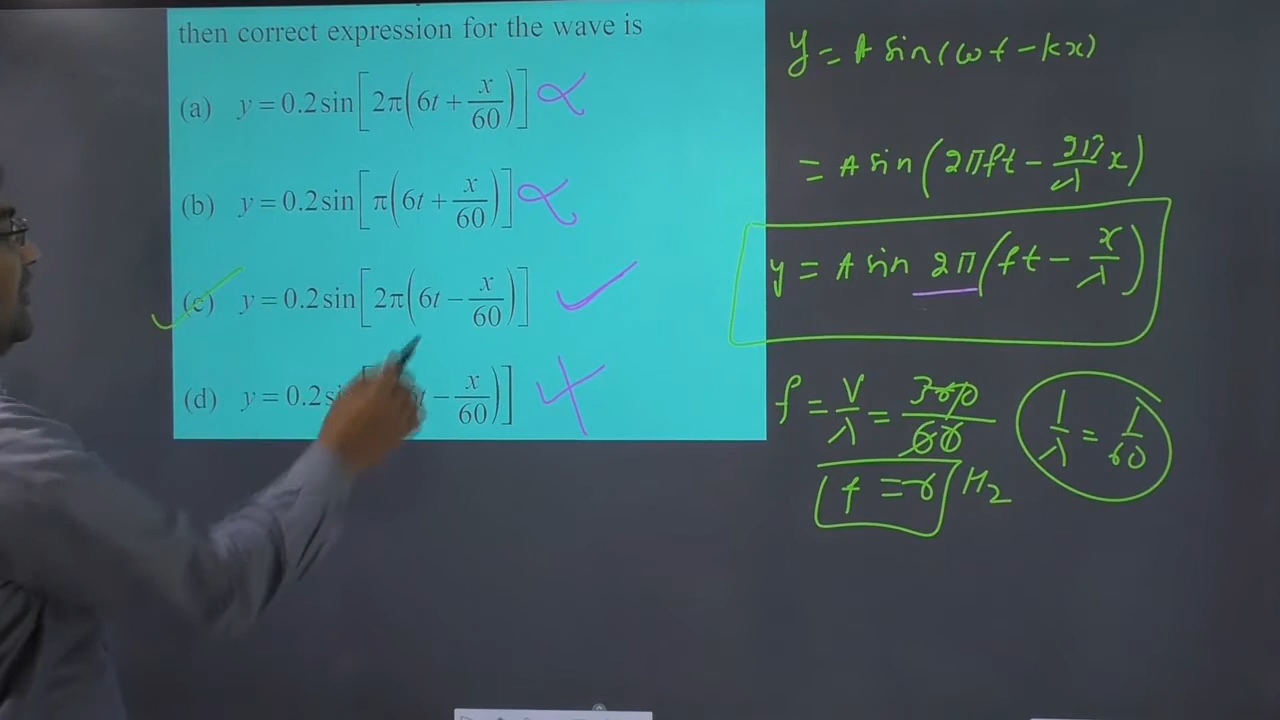 then correct expression for the wave is
(a) y = 0.2 sin[2π(6t + x/60)]
(b) y = 0.2 sin[π(6t + x/60)]
(c) y = 0.2 sin[2π(6t − x/60)]
(d) y = 0.2 si t − x/60)]
y = A sin(ωt − kx)
= A sin(2πft − 2π/λ x)
y = A sin 2π(ft − x/λ)
f = v/λ = 360/60
1/λ = 1/60
f = 6 Hz